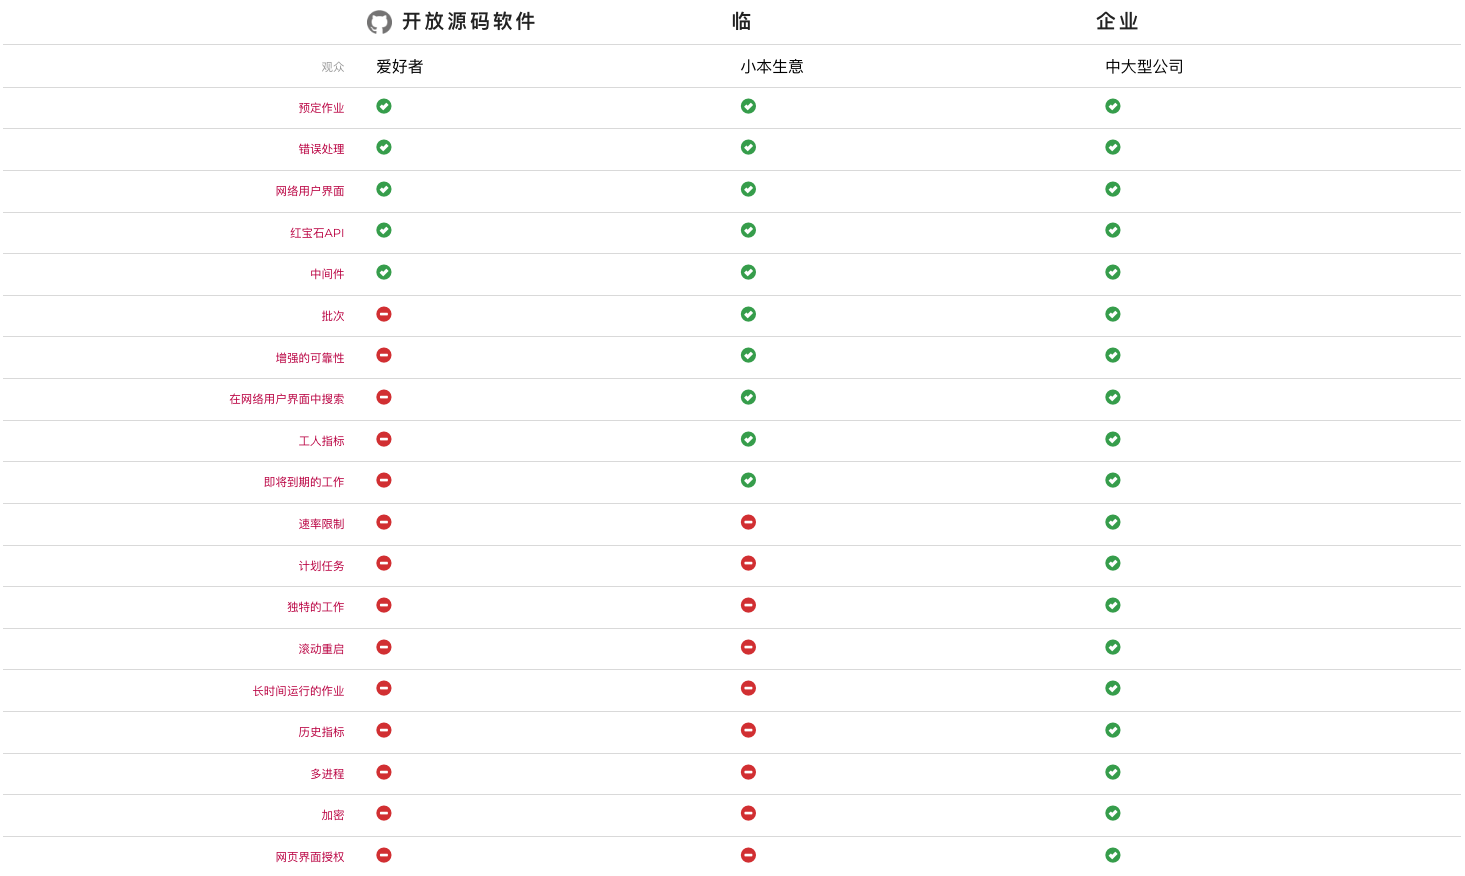 开放源码软件 临 企业
观众 爱好者 小本生意 中大型公司
预定作业
错误处理
网络用户界面
红宝石API
中间件
批次
增强的可靠性
在网络用户界面中搜索
工人指标
即将到期的工作
速率限制
计划任务
独特的工作
滚动重启
长时间运行的作业
历史指标
多进程
加密
网页界面授权